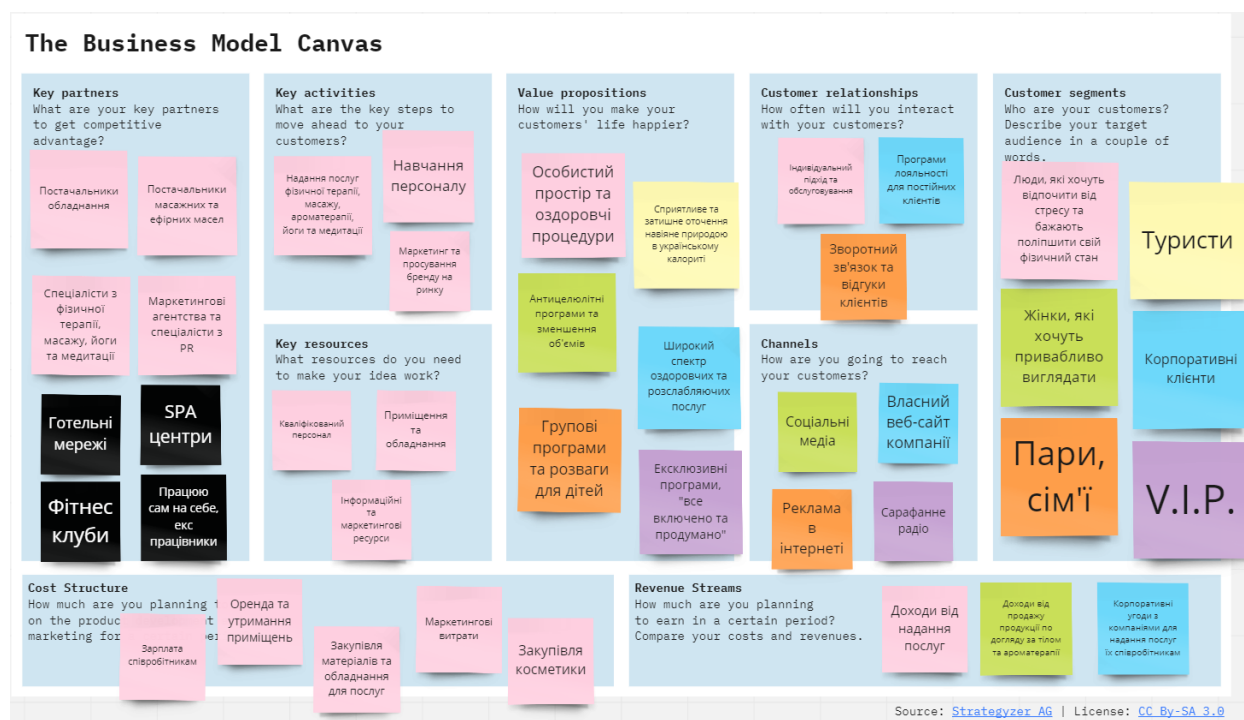 The Business Model Canvas
Key partners
What are your key partners
to get competitive
advantage?
Постачальники
обладнання
Постачальники
масажних та
ефірних масел
Спеціалісти з
фізичної
терапії,
масажу, йоги
та медитації
Маркетингові
агентства та
спеціалісти з
PR
Готельні
мережі
SPA
центри
Фітнес
клуби
Працюю
сам на себе,
екс
працівники
Key activities
What are the key steps to
move ahead to your
customers?
Надання послуг
фізичної терапії,
масажу,
ароматерапії,
йоги та медитації
Навчання
персоналу
Маркетинг та
просування
бренду на
ринку
Key resources
What resources do you need
to make your idea work?
Кваліфікований
персонал
Приміщення
та
обладнання
Інформаційні
та
маркетингові
ресурси
Value propositions
How will you make your
customers' life happier?
Особистий
простір та
оздоровчі
процедури
Сприятливе та
затишне оточення
навіяне природою
в українському
калориті
Антицелюлітні
програми та
зменшення
об'ємів
Широкий
спектр
оздоровчих та
розслабляючих
послуг
Групові
програми
та розваги
для дітей
Ексклюзивні
програми,
"все
включено та
продумано"
Customer relationships
How often will you interact
with your customers?
Індивідуальний
підхід та
обслуговування
Програми
лояльності
для постійних
клієнтів
Зворотний
зв'язок та
відгуки
клієнтів
Channels
How are you going to reach
your customers?
Соціальні
медіа
Власний
веб-сайт
компанії
Реклама
в
інтернеті
Сарафанне
радіо
Customer segments
Who are your customers?
Describe your target
audience in a couple of
words.
Люди, які хочуть
відпочити від
стресу та
бажають
поліпшити свій
фізичний стан
Туристи
Жінки, які
хочуть
привабливо
виглядати
Корпоративні
клієнти
Пари,
сім'ї
V.I.P.
Cost Structure
How much are you planning
on the produc
marketing for
Зарплата
співробітникам
Оренда та
утримання
приміщень
Закупівля
матеріалів та
обладнання
для послуг
Маркетингові
витрати
Закупівля
косметики
Revenue Streams
How much are you planning
to earn in a certain period?
Compare your costs and revenues.
Доходи від
надання
послуг
Доходи від
продажу
продукції по
догляду за тілом
та ароматерапії
Корпоративні
угоди з
компаніями для
надання послуг
їх співробітникам
Source: Strategyzer AG | License: CC By-SA 3.0